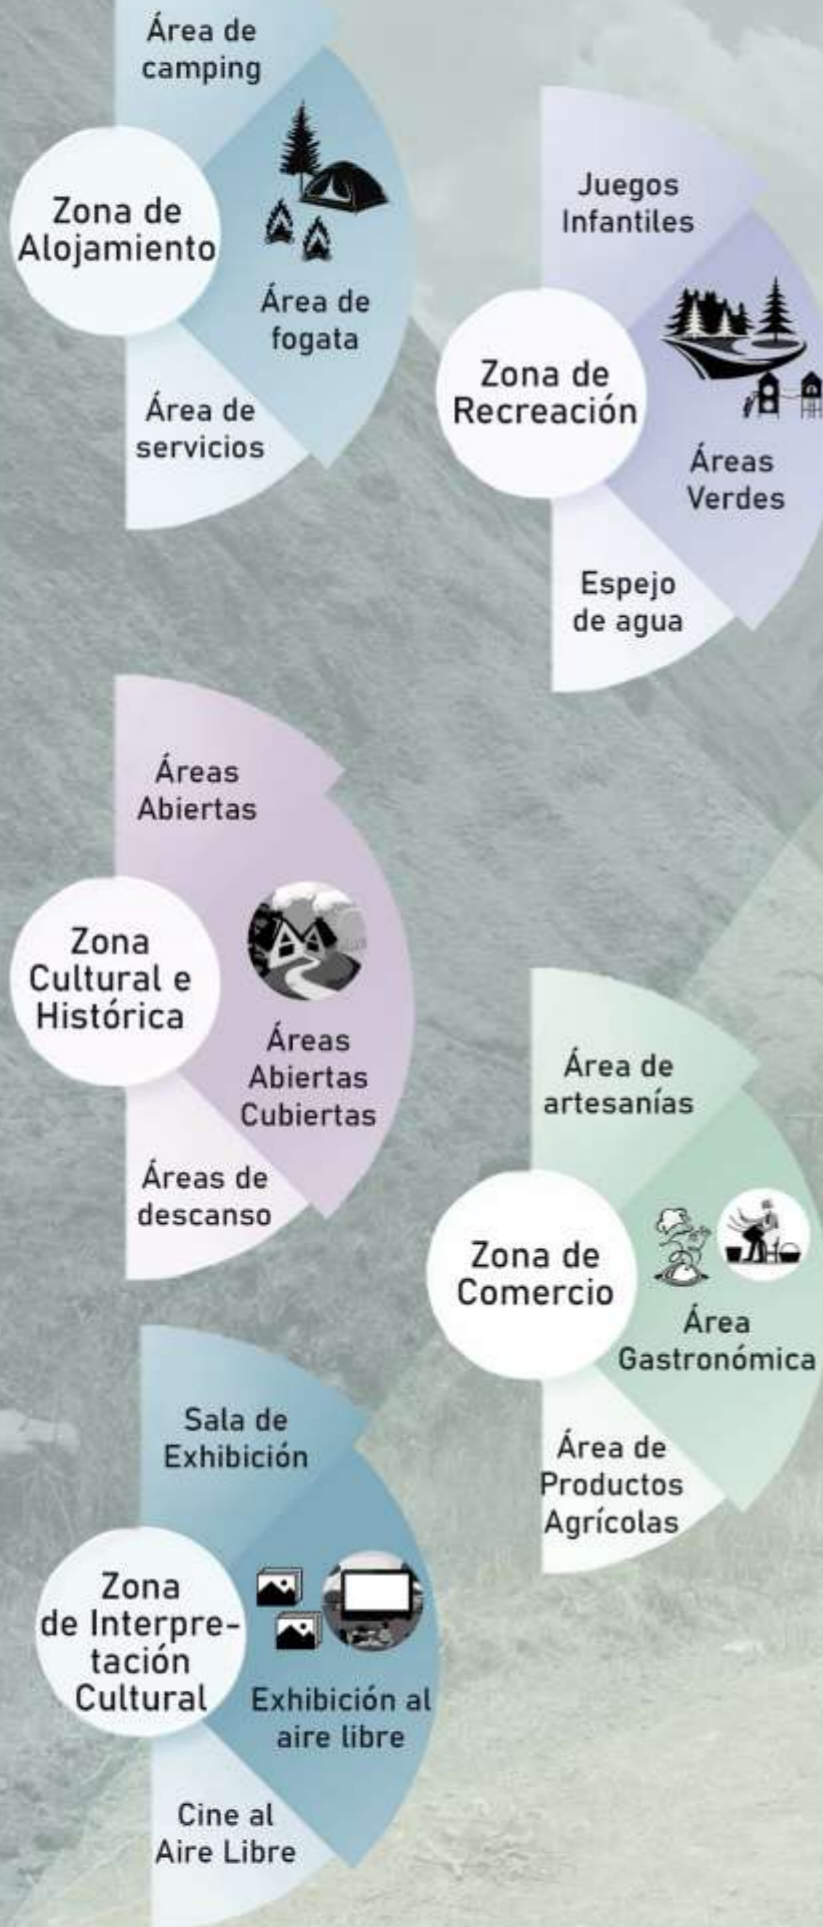 Área de
camping
Zona de
Alojamiento
Área de
fogata
Área de
servicios
Juegos
Infantiles
Zona de
Recreación
Áreas
Verdes
Espejo
de agua
Áreas
Abiertas
Zona
Cultural e
Histórica
Áreas
Abiertas
Cubiertas
Áreas de
descanso
Área de
artesanías
Zona de
Comercio
Área
Gastronómica
Área de
Productos
Agrícolas
Sala de
Exhibición
Zona
de Interpre-
tación
Cultural
Exhibición al
aire libre
Cine al
Aire Libre